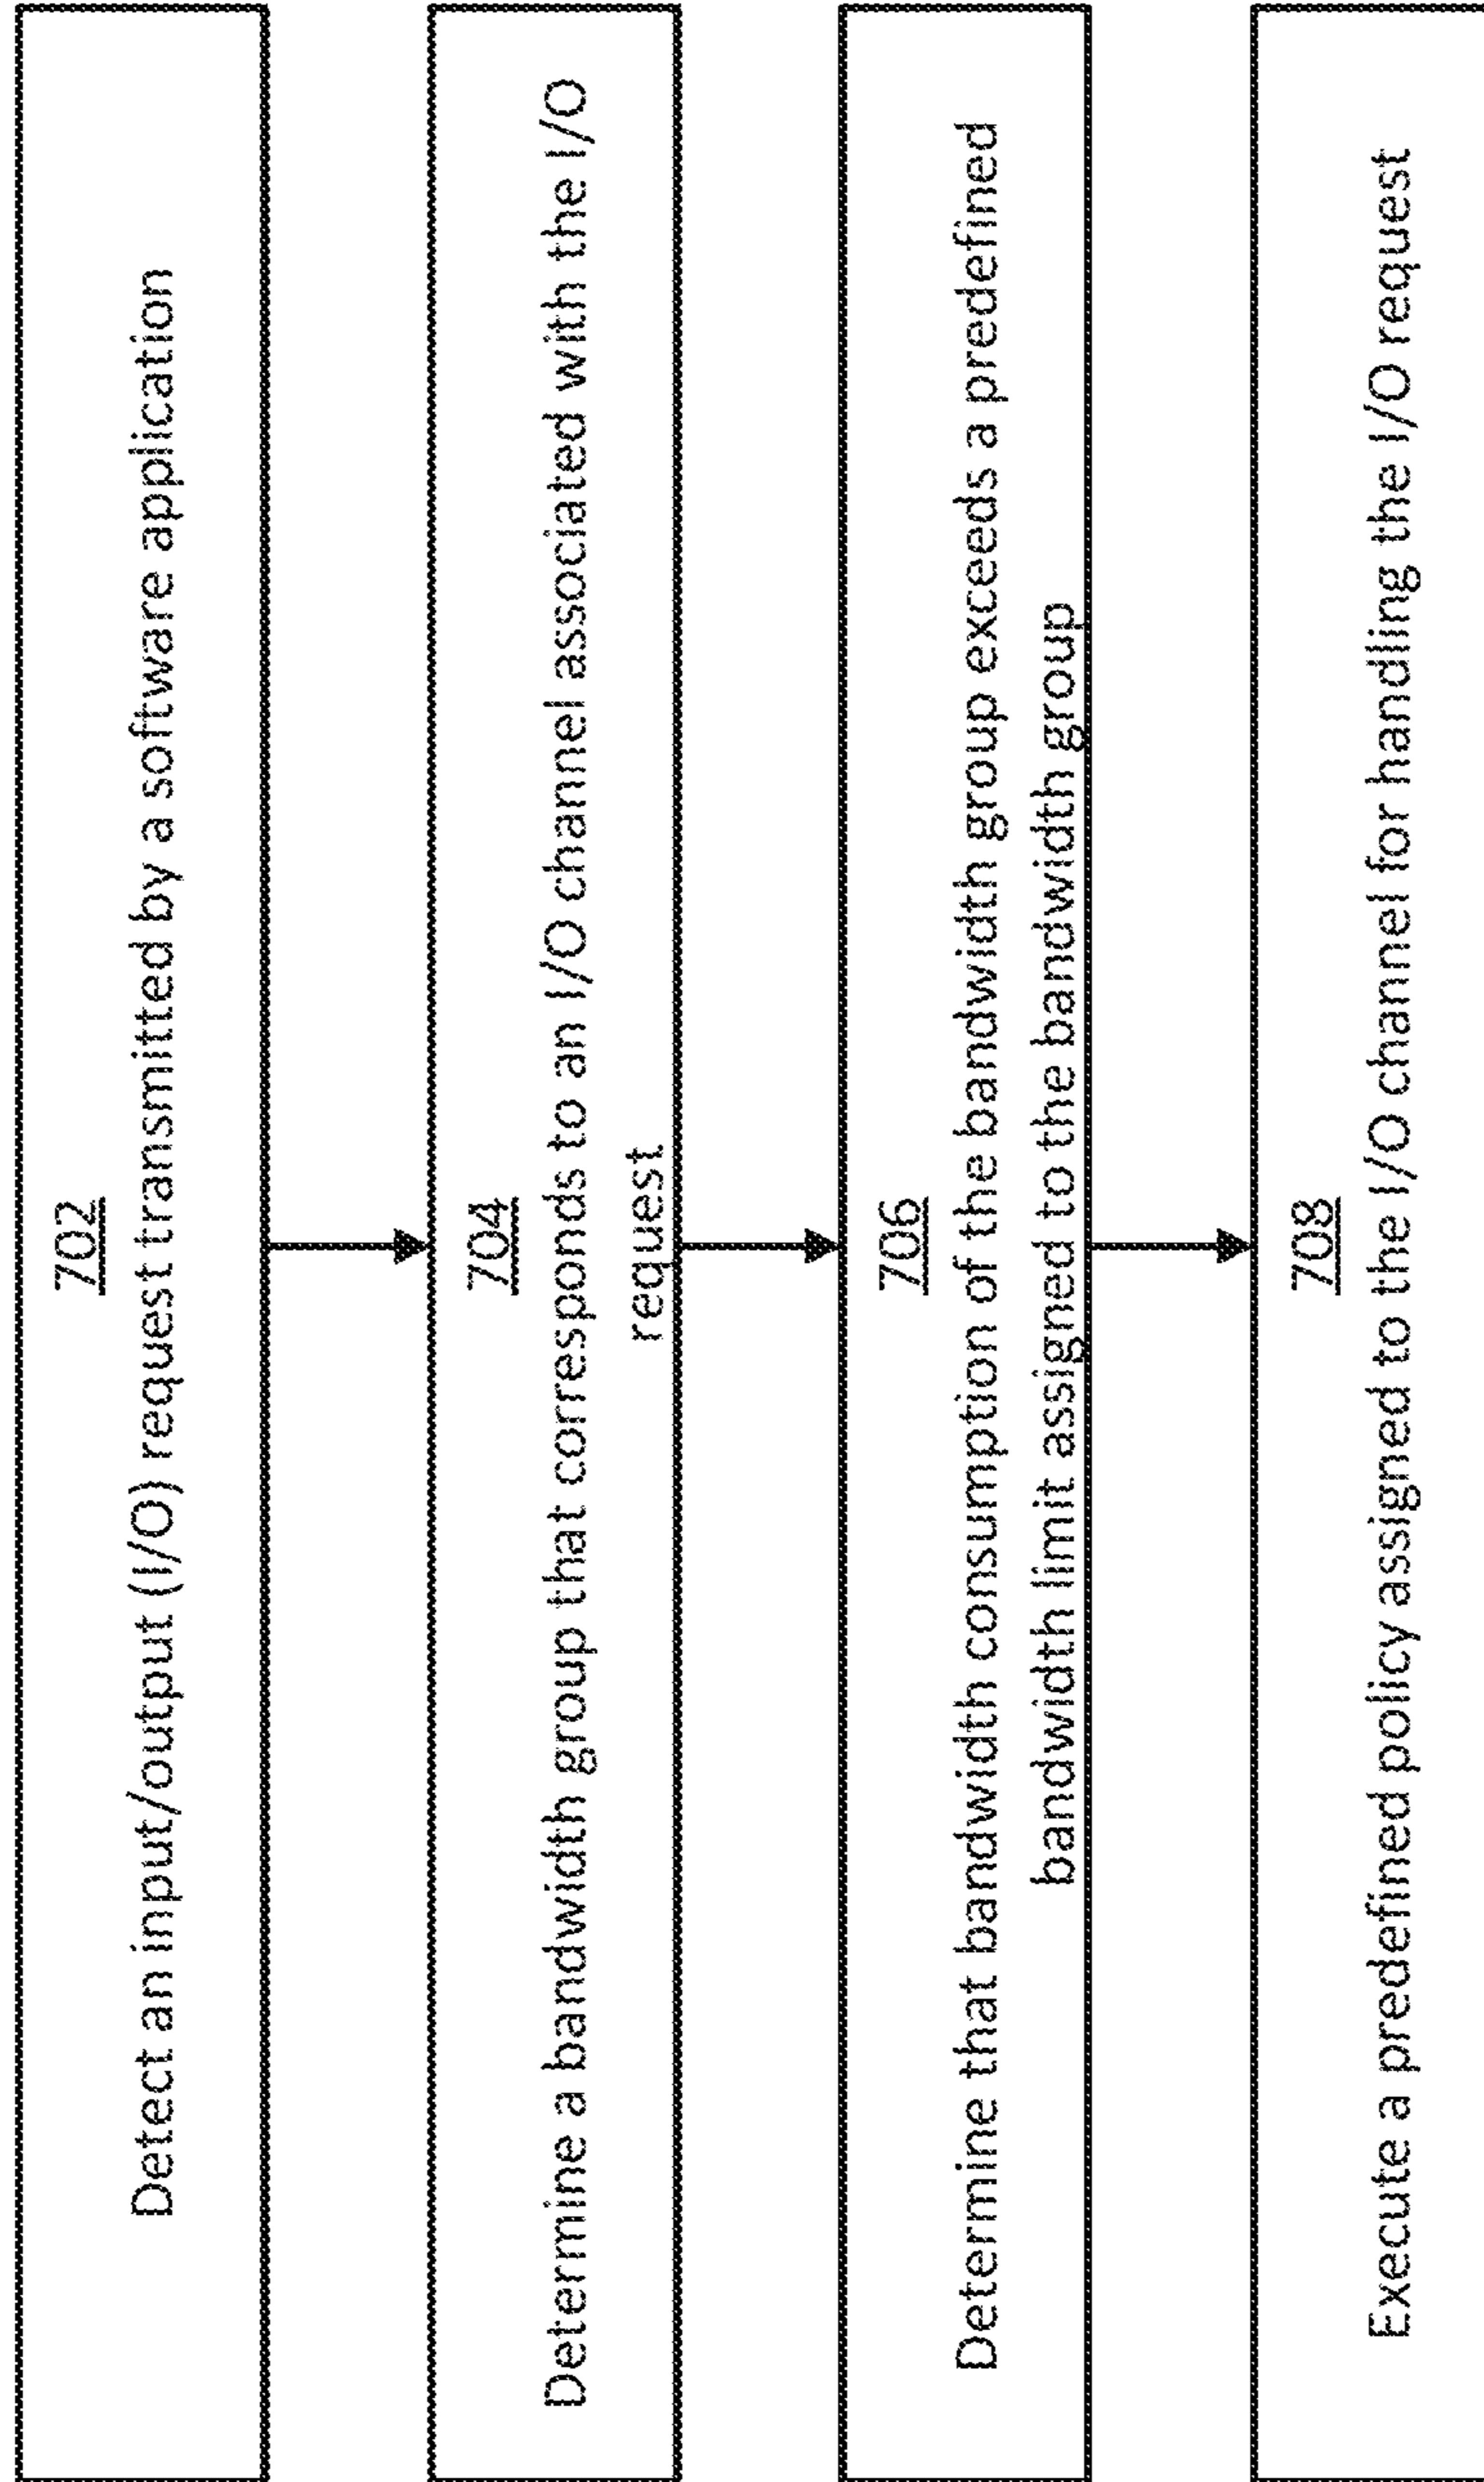 702
Detect an input/output (I/O) request transmitted by a software application
704
Determine a bandwidth group that corresponds to an I/O channel associated with the I/O
request
706
Determine that bandwidth consumption of the bandwidth group exceeds a predefined
bandwidth limit assigned to the bandwidth group
708
Execute a predefined policy assigned to the I/O channel for handling the I/O request